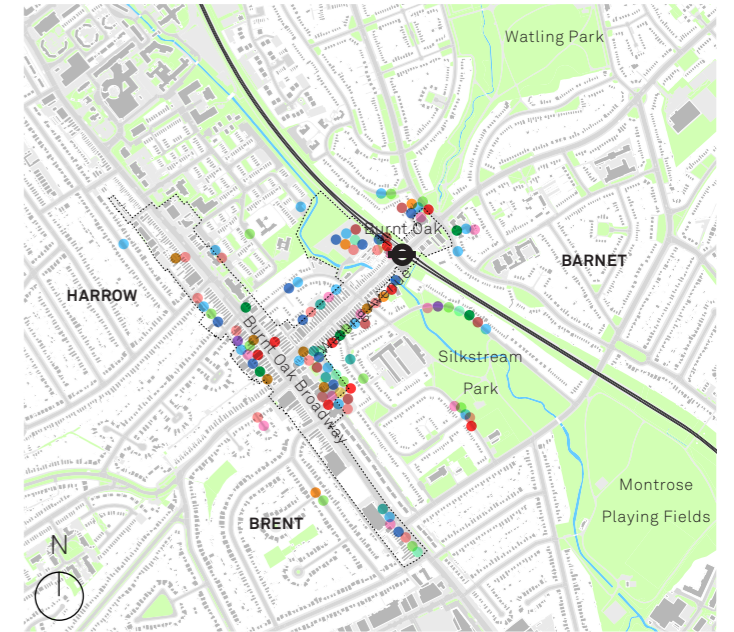 Watling Park
Burnt Oak
BARNET
HARROW
Burnt Oak Broadway
Silkstream
Park
Montrose
Playing Fields
BRENT
N